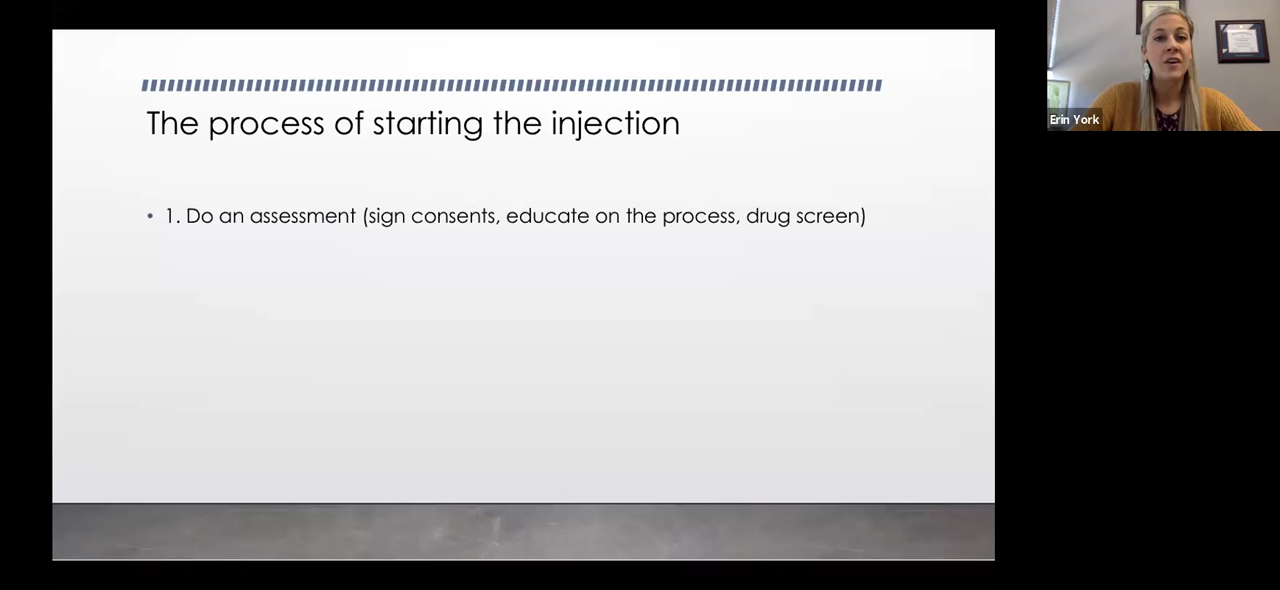 The process of starting the injection
• 1. Do an assessment (sign consents, educate on the process, drug screen)
Erin York